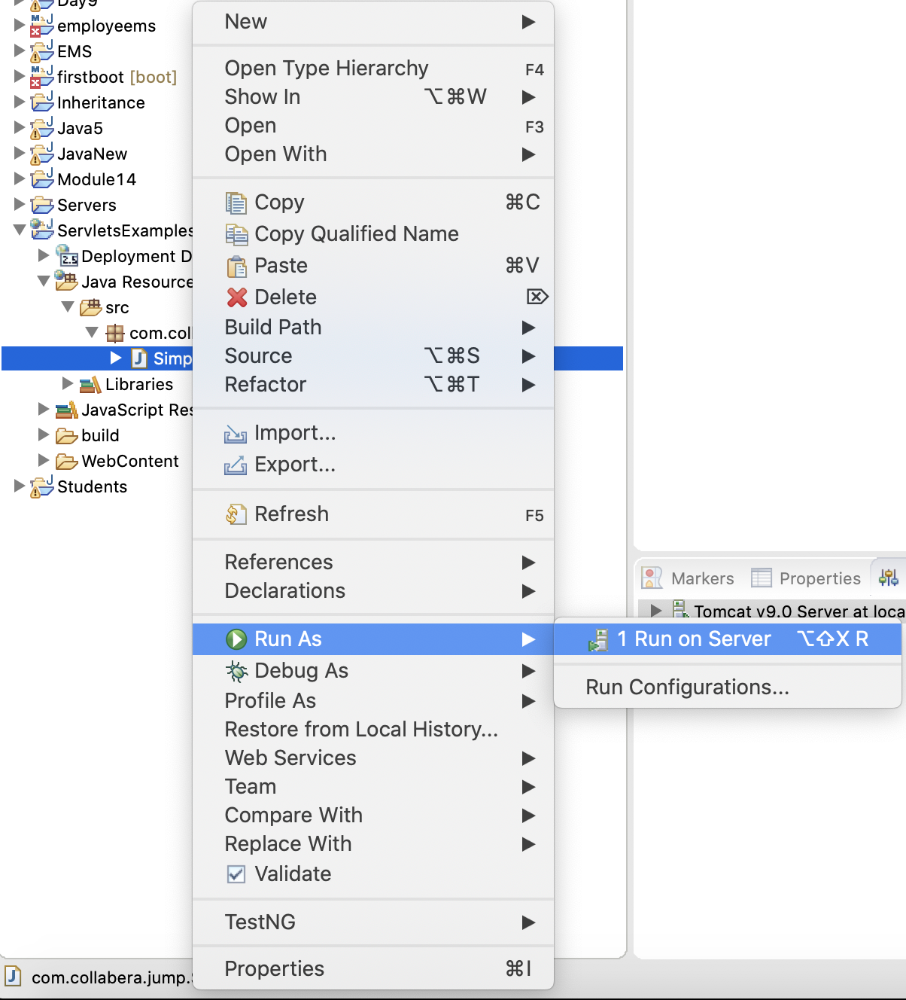 Day9
employeems
EMS
firstboot [boot]
Inheritance
Java5
JavaNew
Module14
Servers
ServletsExamples
2.5 Deployment D
Java Resource
src
com.coll
J Simp
Libraries
JavaScript Res
build
WebContent
Students
J com.collabera.jump.
New
Open Type Hierarchy F4
Show In ⌥⌘W
Open F3
Open With
Copy ⌘C
Copy Qualified Name
Paste ⌘V
Delete ⌦
Build Path
Source ⌥⌘S
Refactor ⌥⌘T
Import...
Export...
Refresh F5
References
Declarations
Run As
Debug As
Profile As
Restore from Local History...
Web Services
Team
Compare With
Replace With
Validate
TestNG
Properties ⌘I
1 Run on Server ⌥⇧X R
Run Configurations...
Markers Properties
Tomcat v9.0 Server at loca